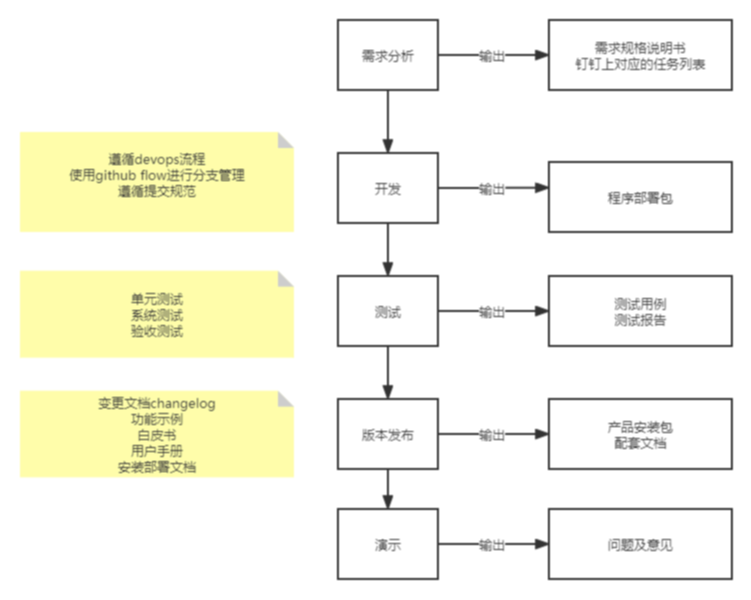 需求分析
输出
需求规格说明书
钉钉上对应的任务列表
遵循devops流程
使用github flow进行分支管理
遵循提交规范
开发
输出
程序部署包
单元测试
系统测试
验收测试
测试
输出
测试用例
测试报告
变更文档changelog
功能示例
白皮书
用户手册
安装部署文档
版本发布
输出
产品安装包
配套文档
演示
输出
问题及意见